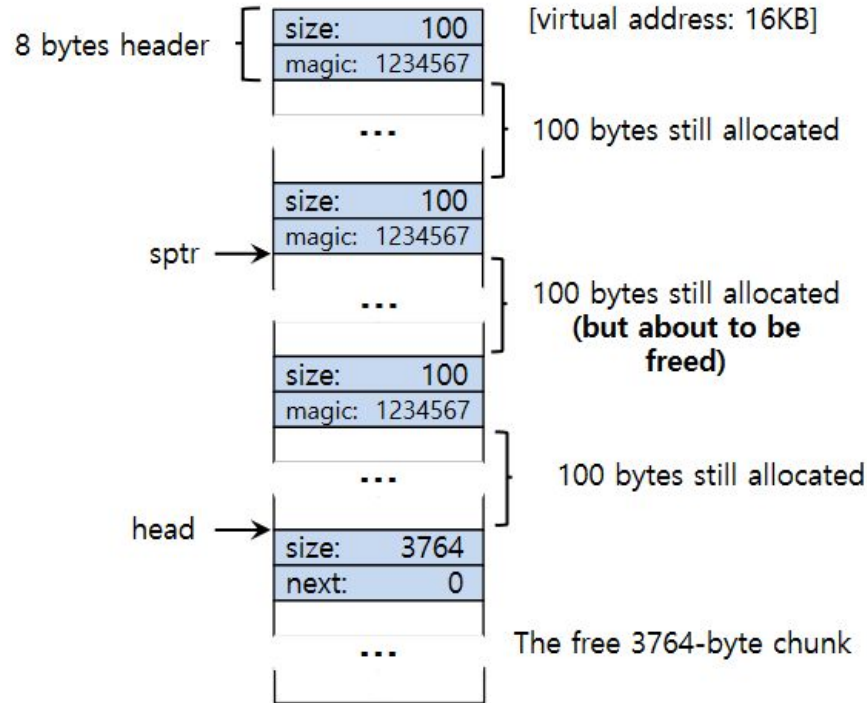 [virtual address: 16KB]
8 bytes header
size: 100
magic: 1234567
...
100 bytes still allocated
size: 100
magic: 1234567
sptr
...
100 bytes still allocated
(but about to be
freed)
size: 100
magic: 1234567
...
100 bytes still allocated
head
size: 3764
next: 0
...
The free 3764-byte chunk